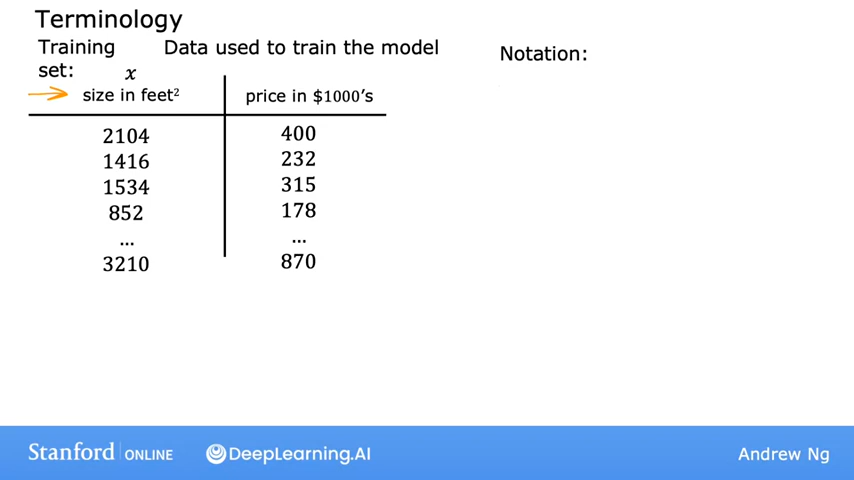 Terminology
Training set: Data used to train the model
Notation:
x
size in feet² price in $1000's
2104 400
1416 232
1534 315
852 178
... ...
3210 870
Stanford ONLINE DeepLearning.AI Andrew Ng